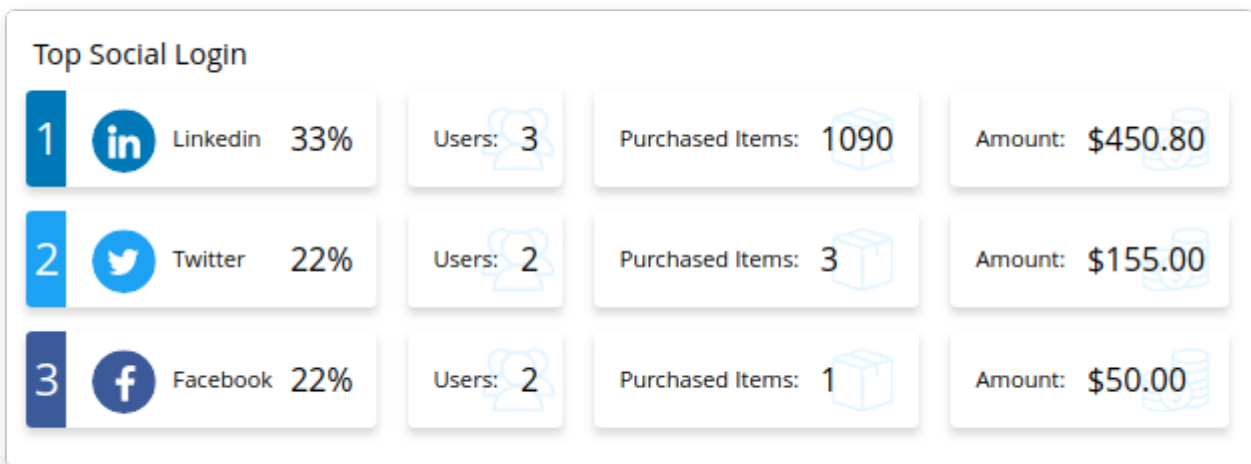 Top Social Login
1 in Linkedin 33% Users: 3 Purchased Items: 1090 Amount: $450.80
2 Twitter 22% Users: 2 Purchased Items: 3 Amount: $155.00
3 f Facebook 22% Users: 2 Purchased Items: 1 Amount: $50.00